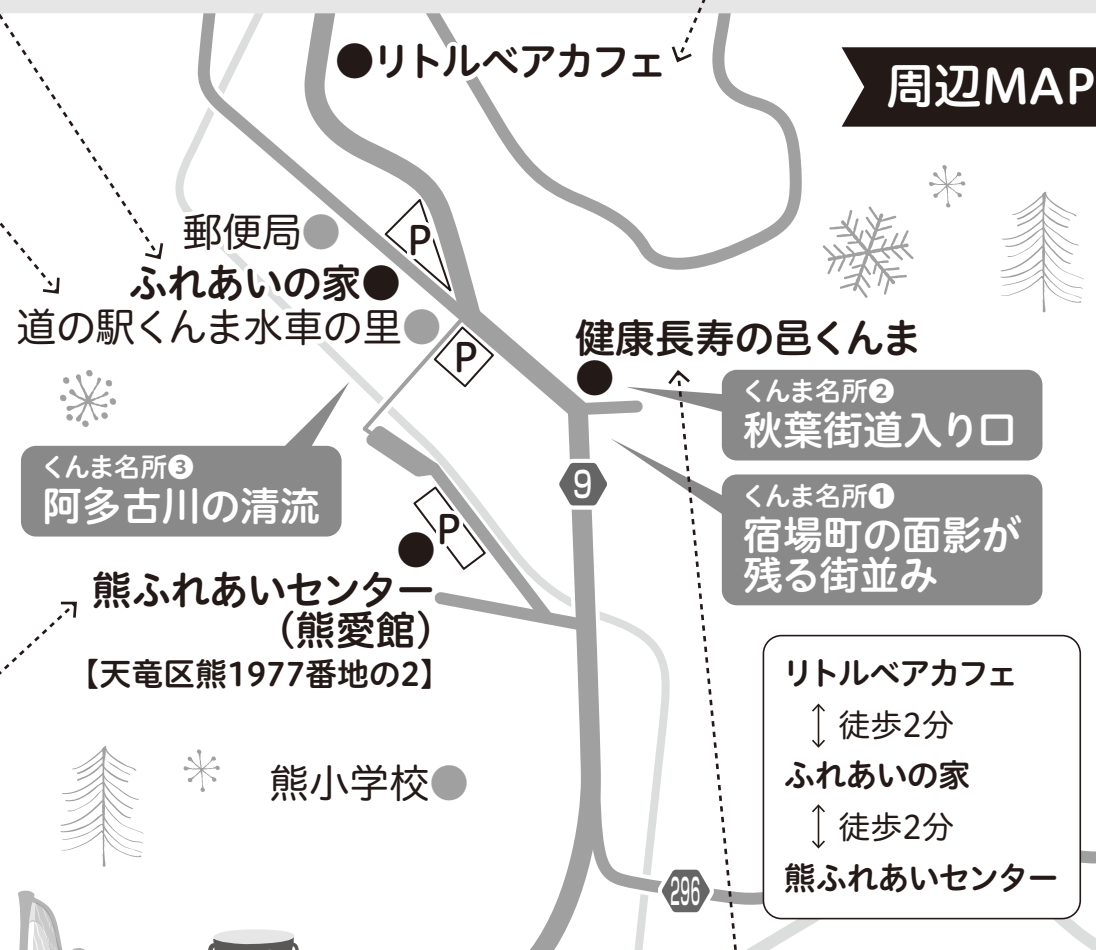 リトルベアカフェ
周辺MAP
郵便局
P
ふれあいの家
道の駅くんま水車の里
P
健康長寿の邑くんま
くんま名所❷
秋葉街道入り口
くんま名所❸
阿多古川の清流
9
くんま名所❶
宿場町の面影が
残る街並み
P
熊ふれあいセンター
（熊愛館）
【天竜区熊1977番地の2】
熊小学校
リトルベアカフェ
徒歩2分
ふれあいの家
徒歩2分
熊ふれあいセンター
296